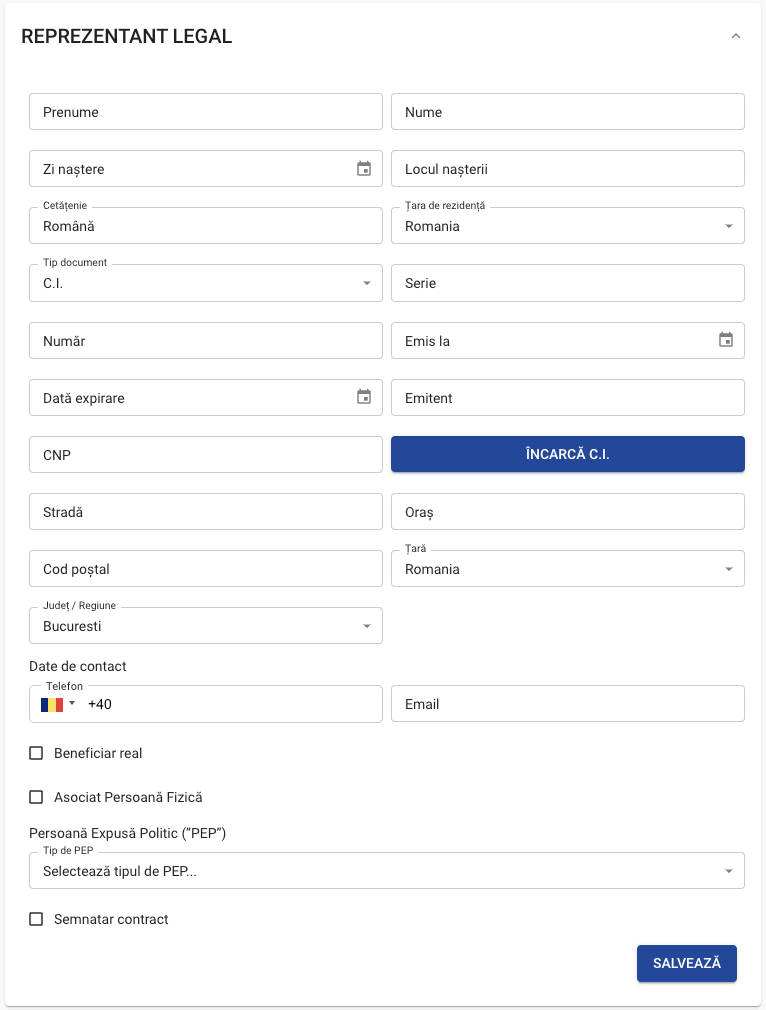 REPREZENTANT LEGAL
Prenume
Nume
Zi naștere
Locul nașterii
Cetățenie
Română
Țara de rezidență
Romania
Tip document
C.I.
Serie
Număr
Emis la
Dată expirare
Emitent
CNP
ÎNCARCĂ C.I.
Stradă
Oraș
Cod poștal
Țară
Romania
Județ / Regiune
Bucuresti
Date de contact
Telefon
+40
Email
Beneficiar real
Asociat Persoană Fizică
Persoană Expusă Politic (”PEP”)
Tip de PEP
Selectează tipul de PEP...
Semnatar contract
SALVEAZĂ